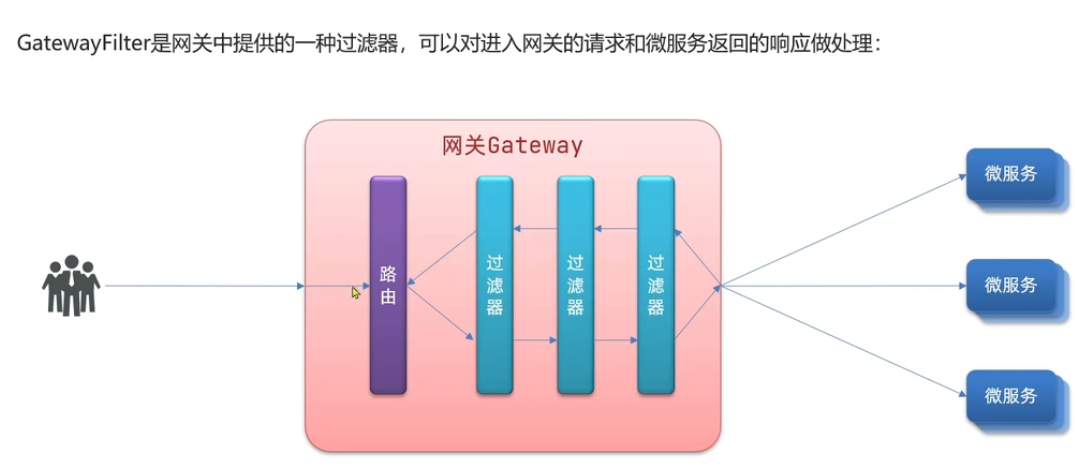 GatewayFilter是网关中提供的一种过滤器，可以对进入网关的请求和微服务返回的响应做处理：
网关Gateway
路由
过滤器
过滤器
过滤器
微服务
微服务
微服务